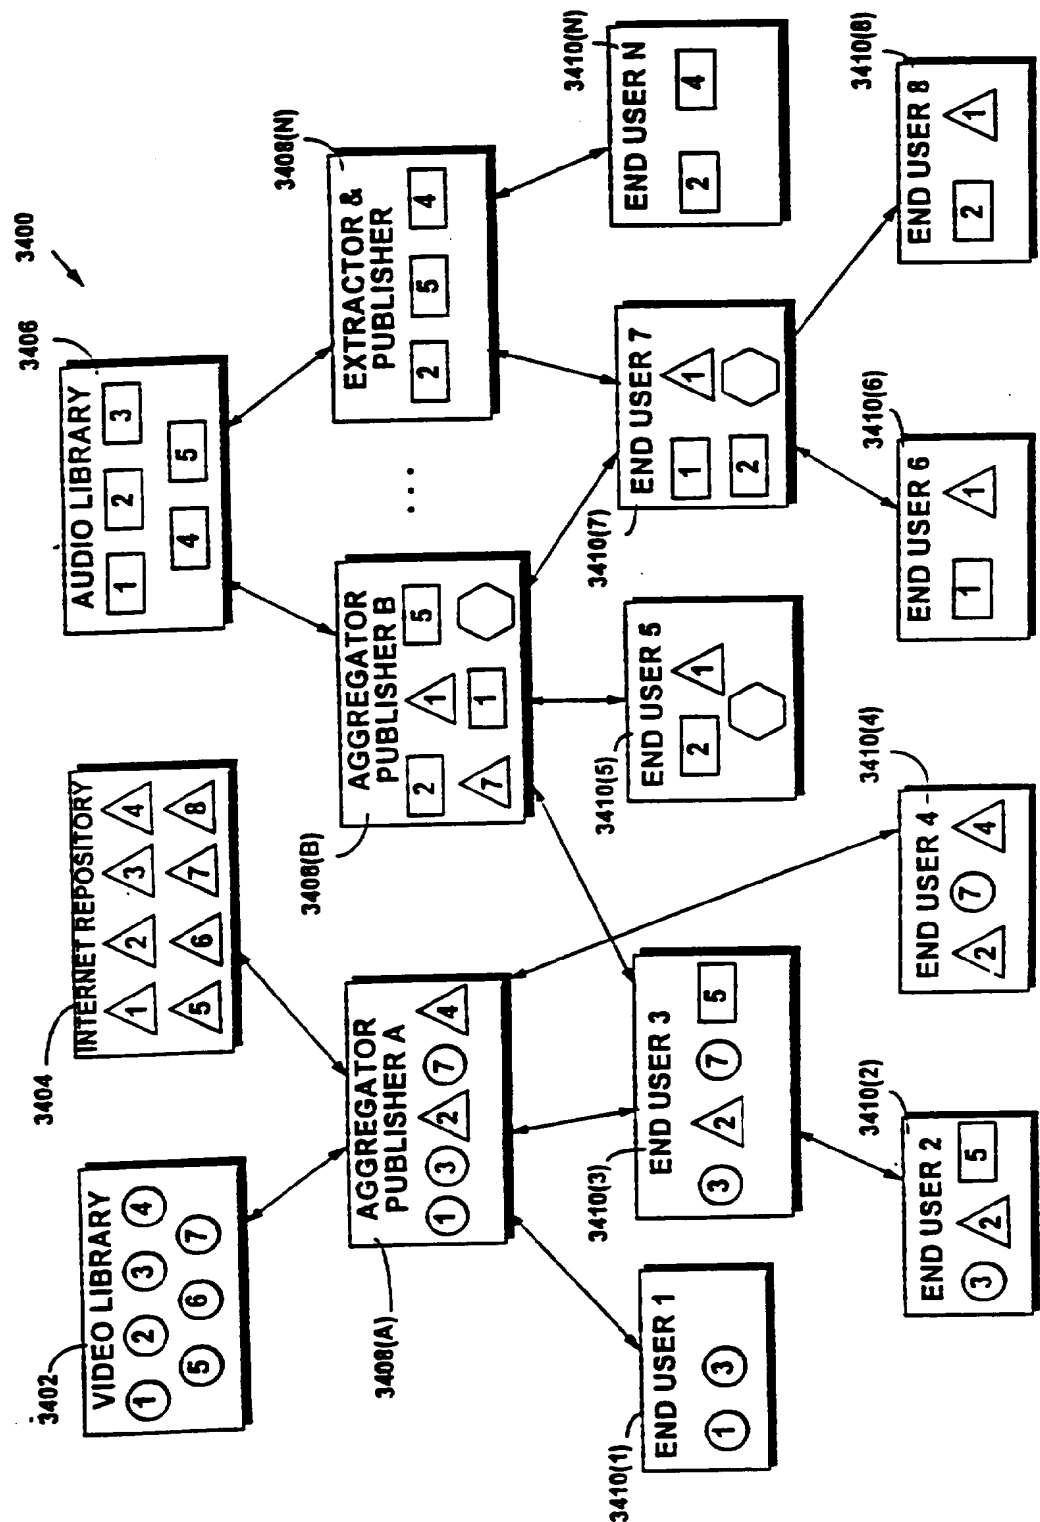 3400
3402
VIDEO LIBRARY
1 2 3 4
5 6 7
3404
INTERNET REPOSITORY
1 2 3 4
5 6 7 8
3406
AUDIO LIBRARY
1 2 3
4 5
3408(A)
AGGREGATOR
PUBLISHER A
1 3 2 7 4
3408(B)
AGGREGATOR
PUBLISHER B
2 1 5
7 1
...
3408(N)
EXTRACTOR &
PUBLISHER
2 5 4
3410(1)
END USER 1
1 3
3410(3)
END USER 3
3 2 7 5
3410(5)
END USER 5
2 1
3410(7)
END USER 7
1 1
2
3410(N)
END USER N
2 4
3410(2)
END USER 2
3 2 5
3410(4)
END USER 4
2 7 4
3410(6)
END USER 6
1 1
3410(8)
END USER 8
2 1